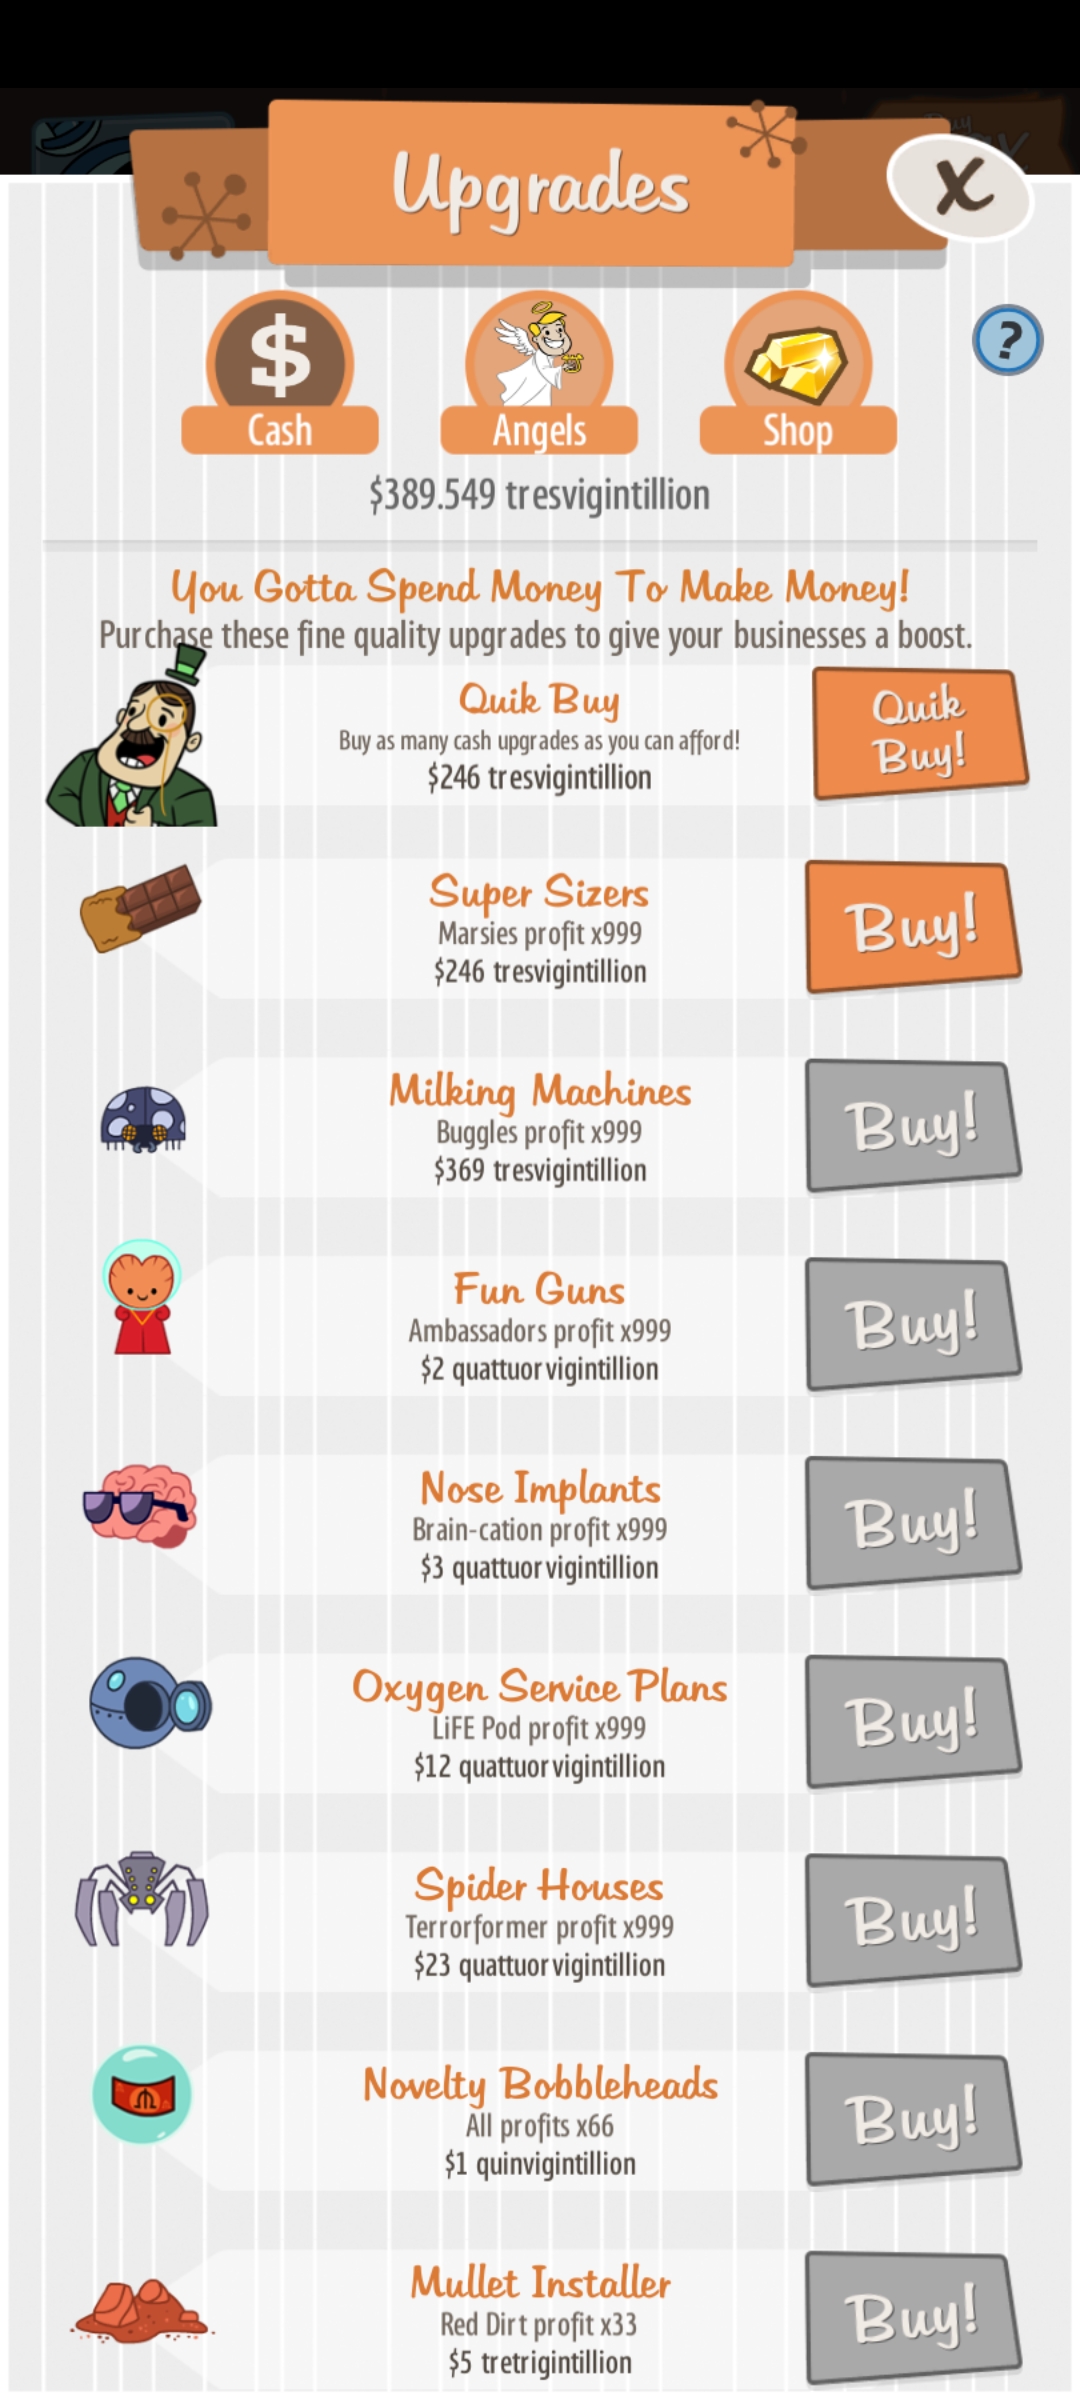 Upgrades
X
?
$
Cash
Angels
Shop
$389.549 tresvigintillion
You Gotta Spend Money To Make Money!
Purchase these fine quality upgrades to give your businesses a boost.
Quik Buy
Buy as many cash upgrades as you can afford!
$246 tresvigintillion
Quik
Buy!
Super Sizers
Marsies profit x999
$246 tresvigintillion
Buy!
Milking Machines
Buggles profit x999
$369 tresvigintillion
Buy!
Fun Guns
Ambassadors profit x999
$2 quattuorvigintillion
Buy!
Nose Implants
Brain-cation profit x999
$3 quattuorvigintillion
Buy!
Oxygen Service Plans
LiFE Pod profit x999
$12 quattuorvigintillion
Buy!
Spider Houses
Terrorformer profit x999
$23 quattuorvigintillion
Buy!
Novelty Bobbleheads
All profits x66
$1 quinvigintillion
Buy!
Mullet Installer
Red Dirt profit x33
$5 tretrigintillion
Buy!